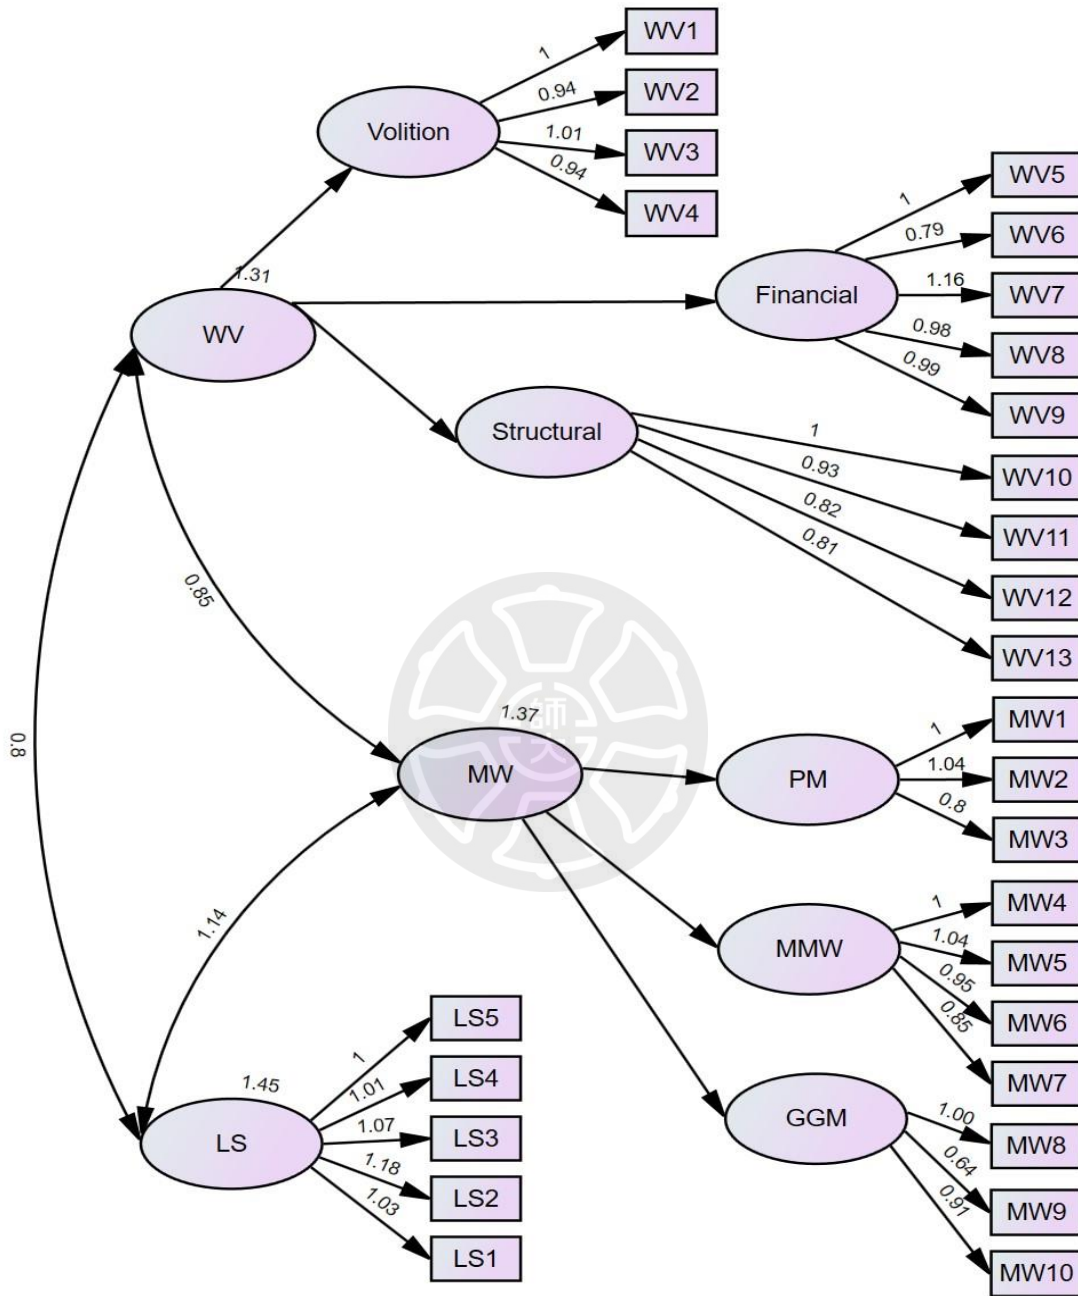 WV1
1
0.94
WV2
Volition
1.01
WV3
0.94
WV4
WV5
1
WV6
0.79
1.31
Financial
1.16
WV7
WV
0.98
WV8
0.99
WV9
Structural
1
WV10
0.93
WV11
0.82
0.81
WV12
0.85
WV13
1.37
師大
MW1
1
0.8
MW
PM
1.04
MW2
0.8
MW3
1
MW4
1.14
MMW
1.04
MW5
0.95
MW6
0.85
MW7
LS5
1
1.45
1.01
LS4
GGM
1.00
LS
1.07
LS3
MW8
1.18
LS2
0.64
1.03
0.91
MW9
LS1
MW10